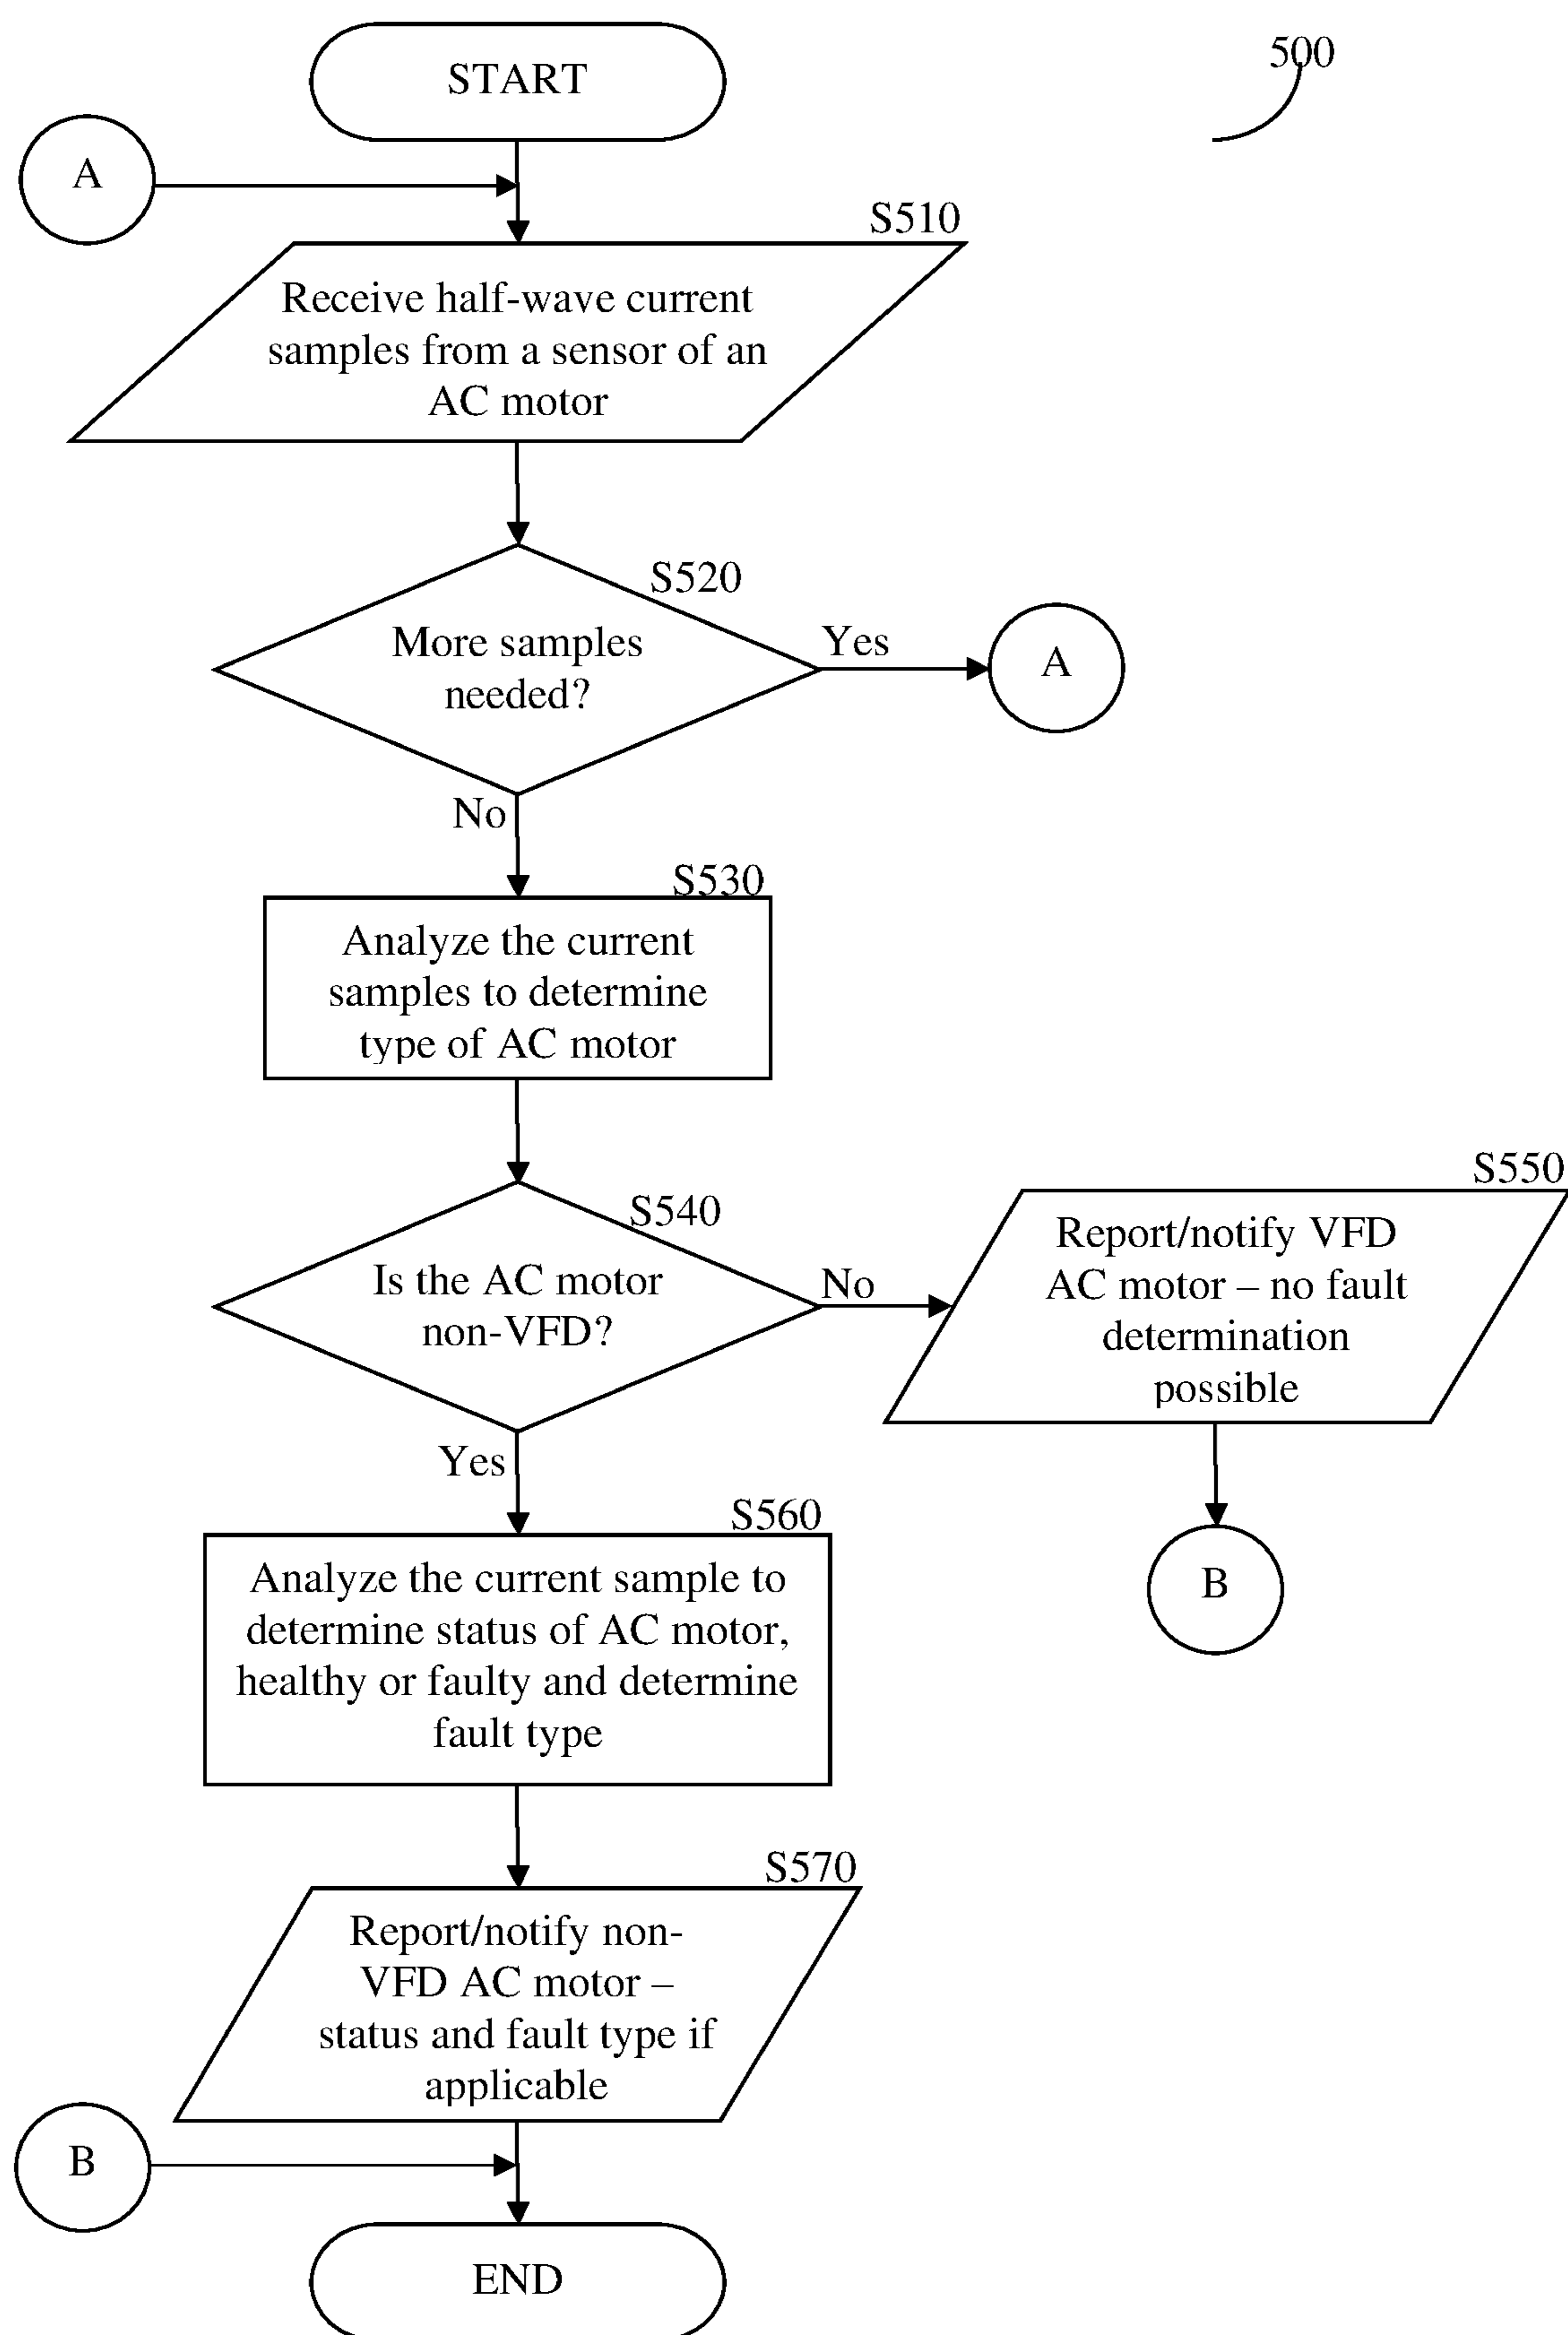 START
500
A
S510
Receive half-wave current
samples from a sensor of an
AC motor
S520
More samples
needed?
Yes
A
No
S530
Analyze the current
samples to determine
type of AC motor
S540
Is the AC motor
non-VFD?
No
S550
Report/notify VFD
AC motor – no fault
determination
possible
Yes
B
S560
Analyze the current sample to
determine status of AC motor,
healthy or faulty and determine
fault type
S570
Report/notify non-
VFD AC motor –
status and fault type if
applicable
B
END